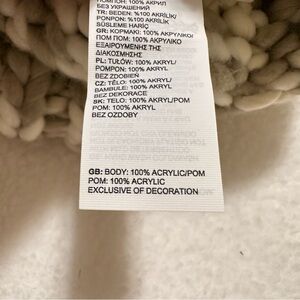 ПОМПОН: 100% АКРИЛ
БЕЗ УКРАШЕНИЙ
TR: BEDEN: %100 AKRİLİK/
PONPON: %100 AKRİLİK
SÜSLEME HARİÇ
GR: ΚΟΡΜΑΚΙ: 100% ΑΚΡΥΛΙΚΟ/
ΠΟΜ ΠΟΜ: 100% ΑΚΡΥΛΙΚΟ
ΕΞΑΙΡΟΥΜΕΝΗΣ ΤΗΣ
ΔΙΑΚΟΣΜΗΣΗΣ
PL: TUŁÓW: 100% AKRYL/
POMPON: 100% AKRYL
BEZ ZDOBIEŃ
CZ: TĚLO: 100% AKRYL/
BAMBULE: 100% AKRYL
BEZ DEKORACE
SK: TELO: 100% AKRYL/POM
POM: 100% AKRYL
BEZ OZDOBY
GB: BODY: 100% ACRYLIC/POM
POM: 100% ACRYLIC
EXCLUSIVE OF DECORATION